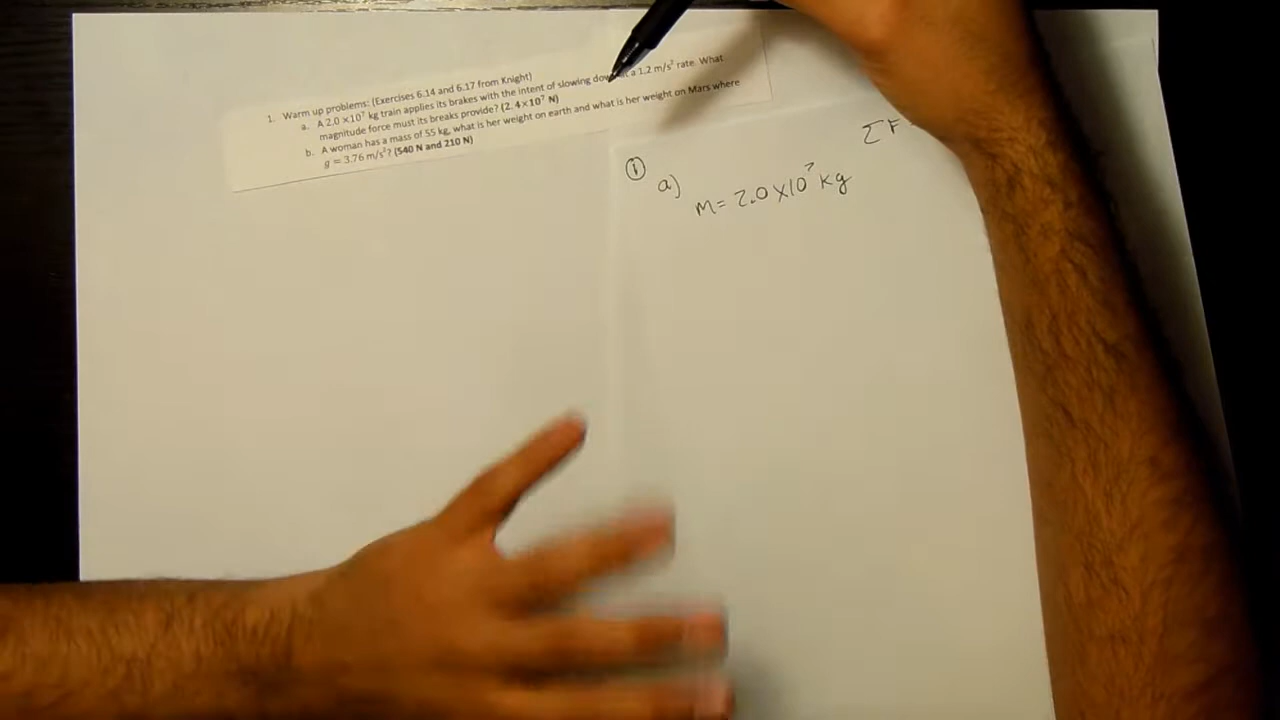 1. Warm up problems: (Exercises 6.14 and 6.17 from Knight)
a. A 2.0 ×10⁷ kg train applies its brakes with the intent of slowing a 1.2 m/s² rate. What
magnitude force must its breaks provide? (2.4×10⁷ N)
b. A woman has a mass of 55 kg, what is her weight on earth and what is her weight on Mars where
g = 3.76 m/s²? (540 N and 210 N)
ΣF=
① a)
M= 2.0 X10⁷ kg